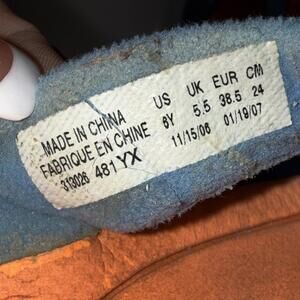 MADE IN CHINA
FABRIQUE EN CHINE
313026 481 YX
US UK EUR CM
6Y 5.5 38.5 24
11/15/06 01/19/07